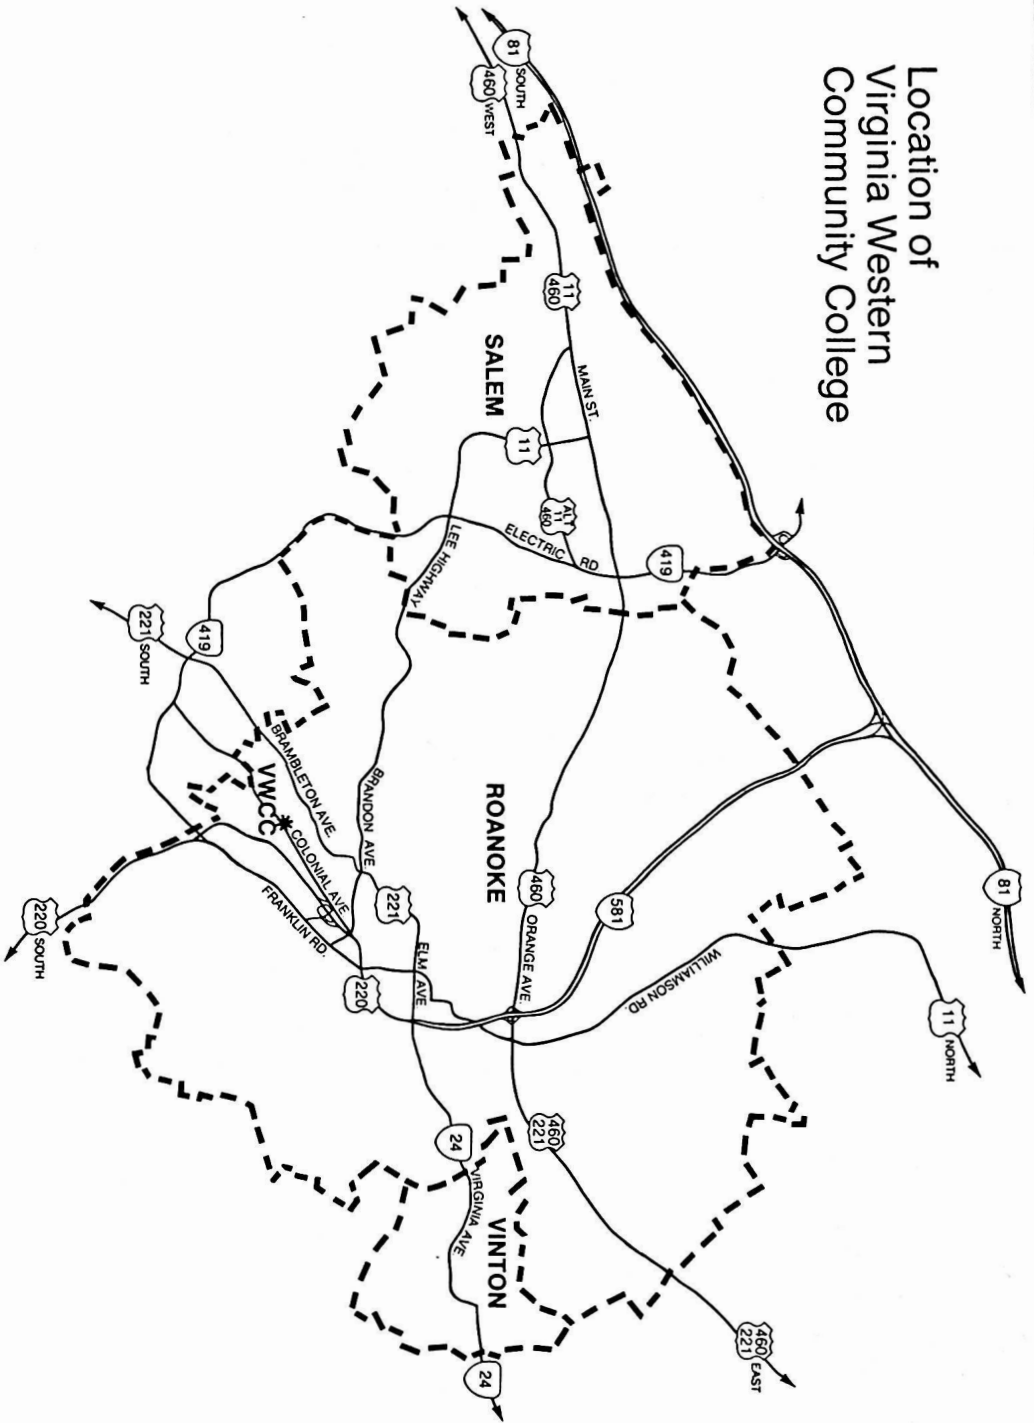 Location of
Virginia Western
Community College
81
SOUTH
460
WEST
11
460
SALEM
MAIN ST.
11
ALT
11
460
ELECTRIC RD
419
LEE HIGHWAY
419
221
SOUTH
BRAMBLETON AVE.
VWCC
COLONIAL AVE
FRANKLIN RD.
BRANDON AVE.
221
ELM AVE
220
220
SOUTH
ROANOKE
460
ORANGE AVE.
581
WILLIAMSON RD.
81
NORTH
11
NORTH
460
221
24
VIRGINIA AVE
VINTON
24
460
221
EAST